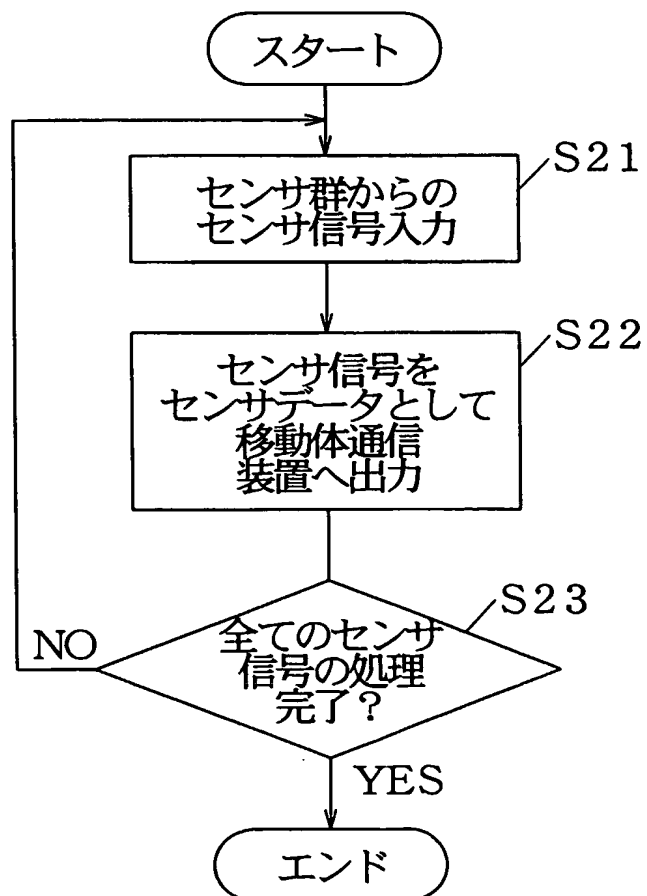 スタート
S21
センサ群からの
センサ信号入力
S22
センサ信号を
センサデータとして
移動体通信
装置へ出力
S23
全てのセンサ
信号の処理
完了？
NO
YES
エンド